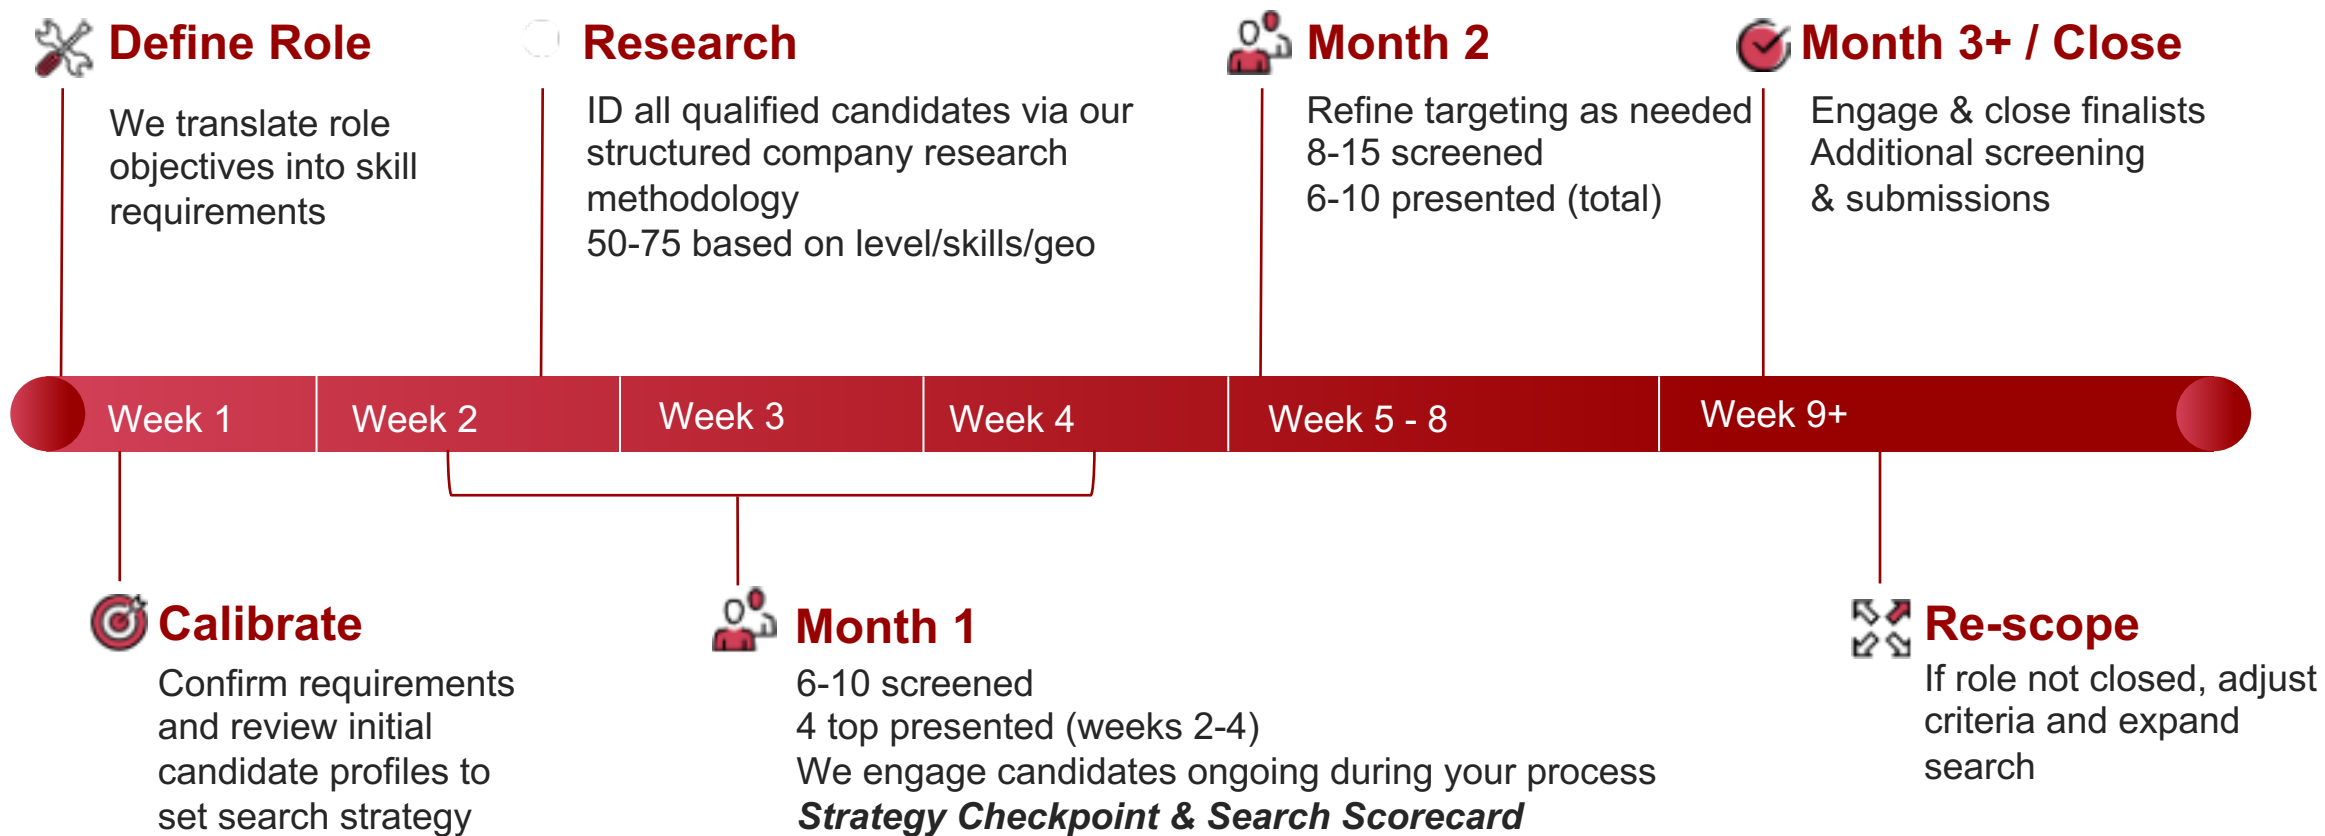 Define Role
We translate role
objectives into skill
requirements
Research
ID all qualified candidates via our
structured company research
methodology
50-75 based on level/skills/geo
Month 2
Refine targeting as needed
8-15 screened
6-10 presented (total)
Month 3+ / Close
Engage & close finalists
Additional screening
& submissions
Week 1
Week 2
Week 3
Week 4
Week 5 - 8
Week 9+
Calibrate
Confirm requirements
and review initial
candidate profiles to
set search strategy
Month 1
6-10 screened
4 top presented (weeks 2-4)
We engage candidates ongoing during your process
Strategy Checkpoint & Search Scorecard
Re-scope
If role not closed, adjust
criteria and expand
search